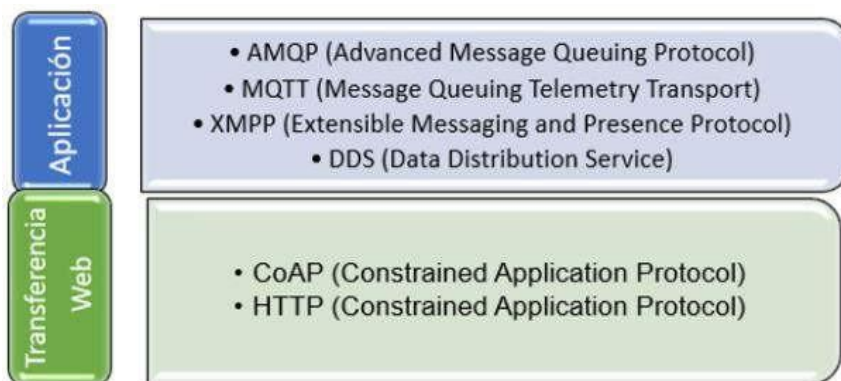 Aplicación
• AMQP (Advanced Message Queuing Protocol)
• MQTT (Message Queuing Telemetry Transport)
• XMPP (Extensible Messaging and Presence Protocol)
• DDS (Data Distribution Service)
Transferencia
Web
• CoAP (Constrained Application Protocol)
• HTTP (Constrained Application Protocol)